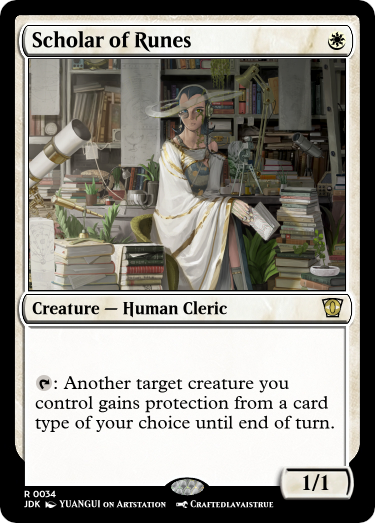 Scholar of Runes
Creature — Human Cleric
: Another target creature you
control gains protection from a card
type of your choice until end of turn.
1/1
R 0034
JDK YUANGUI on ArtStation CraftedLavaIsTrue